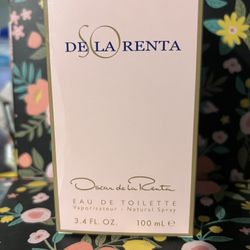 SO
DE LA RENTA
Oscar de la Renta
EAU DE TOILETTE
Vaporisateur - Natural Spray
3.4 FL. OZ. 100 mL e